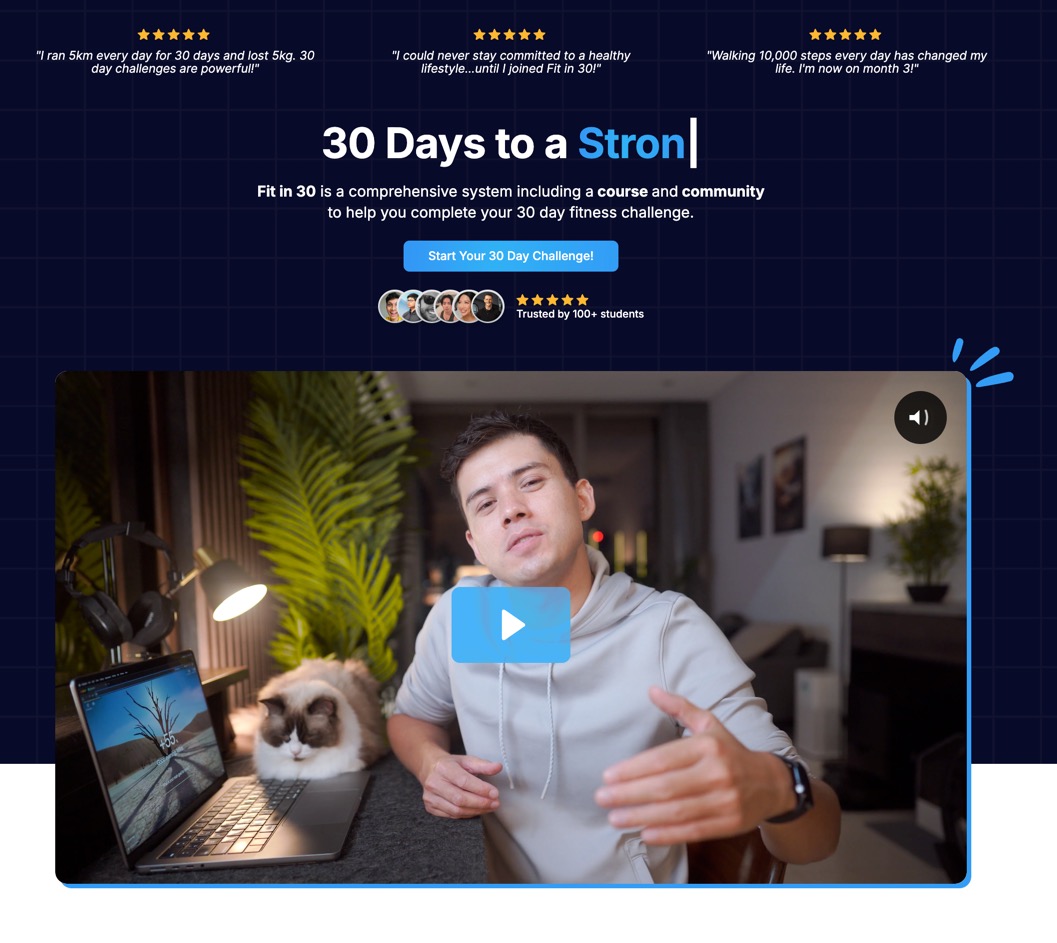 "I ran 5km every day for 30 days and lost 5kg. 30
day challenges are powerful!"
"I could never stay committed to a healthy
lifestyle...until I joined Fit in 30!"
"Walking 10,000 steps every day has changed my
life. I'm now on month 3!"
30 Days to a Stron
Fit in 30 is a comprehensive system including a course and community
to help you complete your 30 day fitness challenge.
Start Your 30 Day Challenge!
Trusted by 100+ students